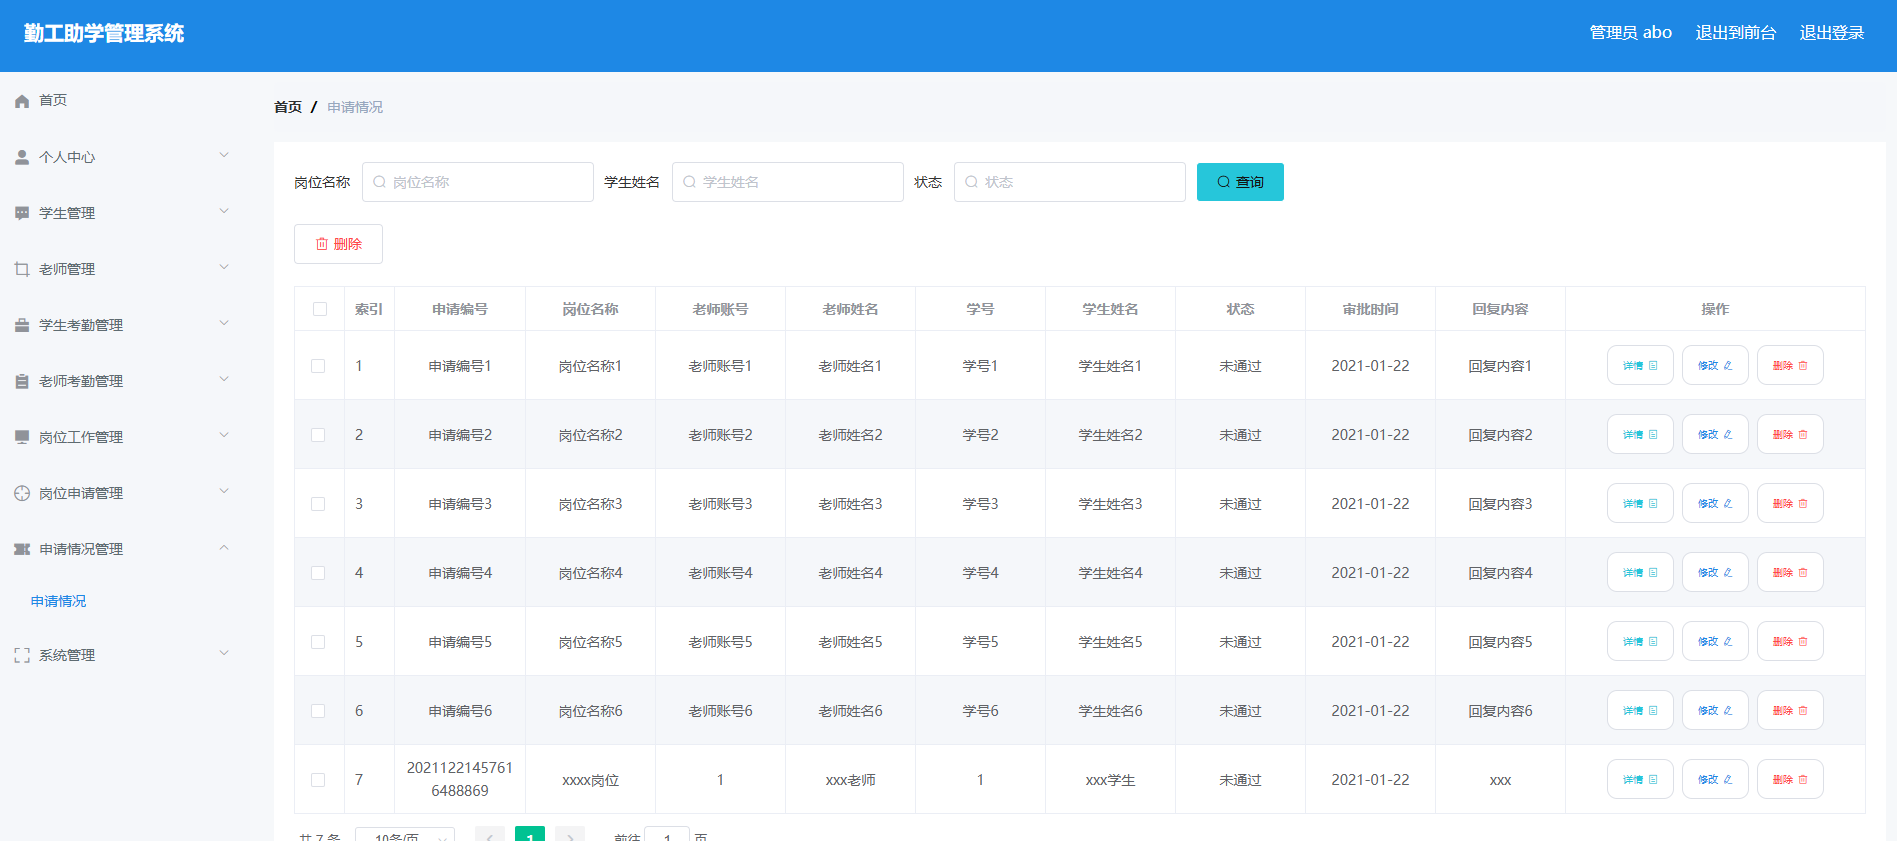 勤工助学管理系统
管理员 abo 退出到前台 退出登录
首页
个人中心
学生管理
老师管理
学生考勤管理
老师考勤管理
岗位工作管理
岗位申请管理
申请情况管理
申请情况
系统管理
首页 / 申请情况
岗位名称 岗位名称 学生姓名 学生姓名 状态 状态 查询
删除
索引 申请编号 岗位名称 老师账号 老师姓名 学号 学生姓名 状态 审批时间 回复内容 操作
1 申请编号1 岗位名称1 老师账号1 老师姓名1 学号1 学生姓名1 未通过 2021-01-22 回复内容1 详情 修改 删除
2 申请编号2 岗位名称2 老师账号2 老师姓名2 学号2 学生姓名2 未通过 2021-01-22 回复内容2 详情 修改 删除
3 申请编号3 岗位名称3 老师账号3 老师姓名3 学号3 学生姓名3 未通过 2021-01-22 回复内容3 详情 修改 删除
4 申请编号4 岗位名称4 老师账号4 老师姓名4 学号4 学生姓名4 未通过 2021-01-22 回复内容4 详情 修改 删除
5 申请编号5 岗位名称5 老师账号5 老师姓名5 学号5 学生姓名5 未通过 2021-01-22 回复内容5 详情 修改 删除
6 申请编号6 岗位名称6 老师账号6 老师姓名6 学号6 学生姓名6 未通过 2021-01-22 回复内容6 详情 修改 删除
7 2021122145761 xxxx岗位 1 xxx老师 1 xxx学生 未通过 2021-01-22 xxx 详情 修改 删除
6488869
共 7 条 10条/页 1 前往 1 页